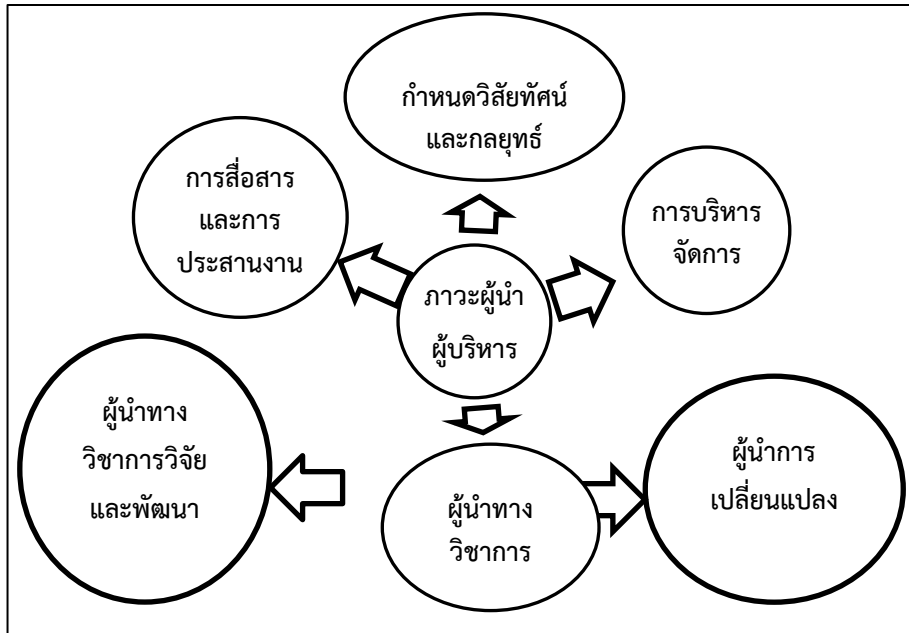 กำหนดวิสัยทัศน์
และกลยุทธ์
การสื่อสาร
และการ
ประสานงาน
การบริหาร
จัดการ
ภาวะผู้นำ
ผู้บริหาร
ผู้นำทาง
วิชาการวิจัย
และพัฒนา
ผู้นำทาง
วิชาการ
ผู้นำการ
เปลี่ยนแปลง